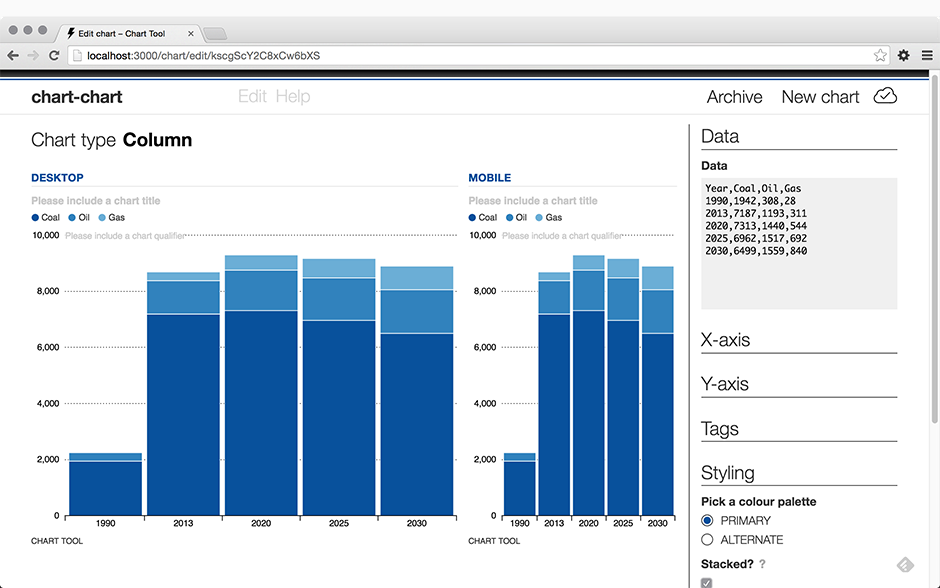 Edit chart – Chart Tool
localhost:3000/chart/edit/kscgScY2C8xCw6bXS
chart-chart Edit Help Archive New chart
Chart type Column
DESKTOP
Please include a chart title
Coal Oil Gas
10,000 Please include a chart qualifier
8,000
6,000
4,000
2,000
0
1990 2013 2020 2025 2030
CHART TOOL
MOBILE
Please include a chart title
Coal Oil Gas
10,000 Please include a chart qualifier
8,000
6,000
4,000
2,000
0
1990 2013 2020 2025 2030
CHART TOOL
Data
Data
Year,Coal,Oil,Gas
1990,1942,308,28
2013,7187,1193,311
2020,7313,1440,544
2025,6962,1517,692
2030,6499,1559,840
X-axis
Y-axis
Tags
Styling
Pick a colour palette
PRIMARY
ALTERNATE
Stacked? ?